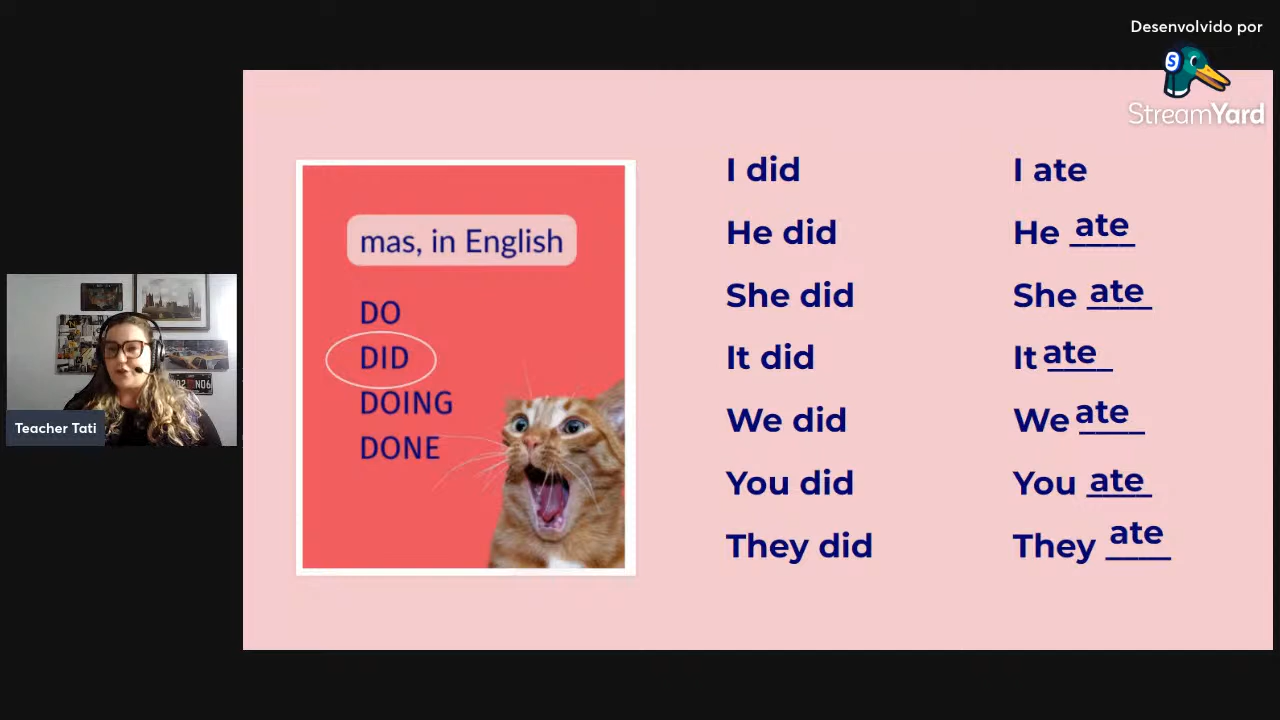 Desenvolvido por
StreamYard
mas, in English
DO
DID
DOING
DONE
I did
He did
She did
It did
We did
You did
They did
I ate
He ate
She ate
It ate
We ate
You ate
They ate
Teacher Tati